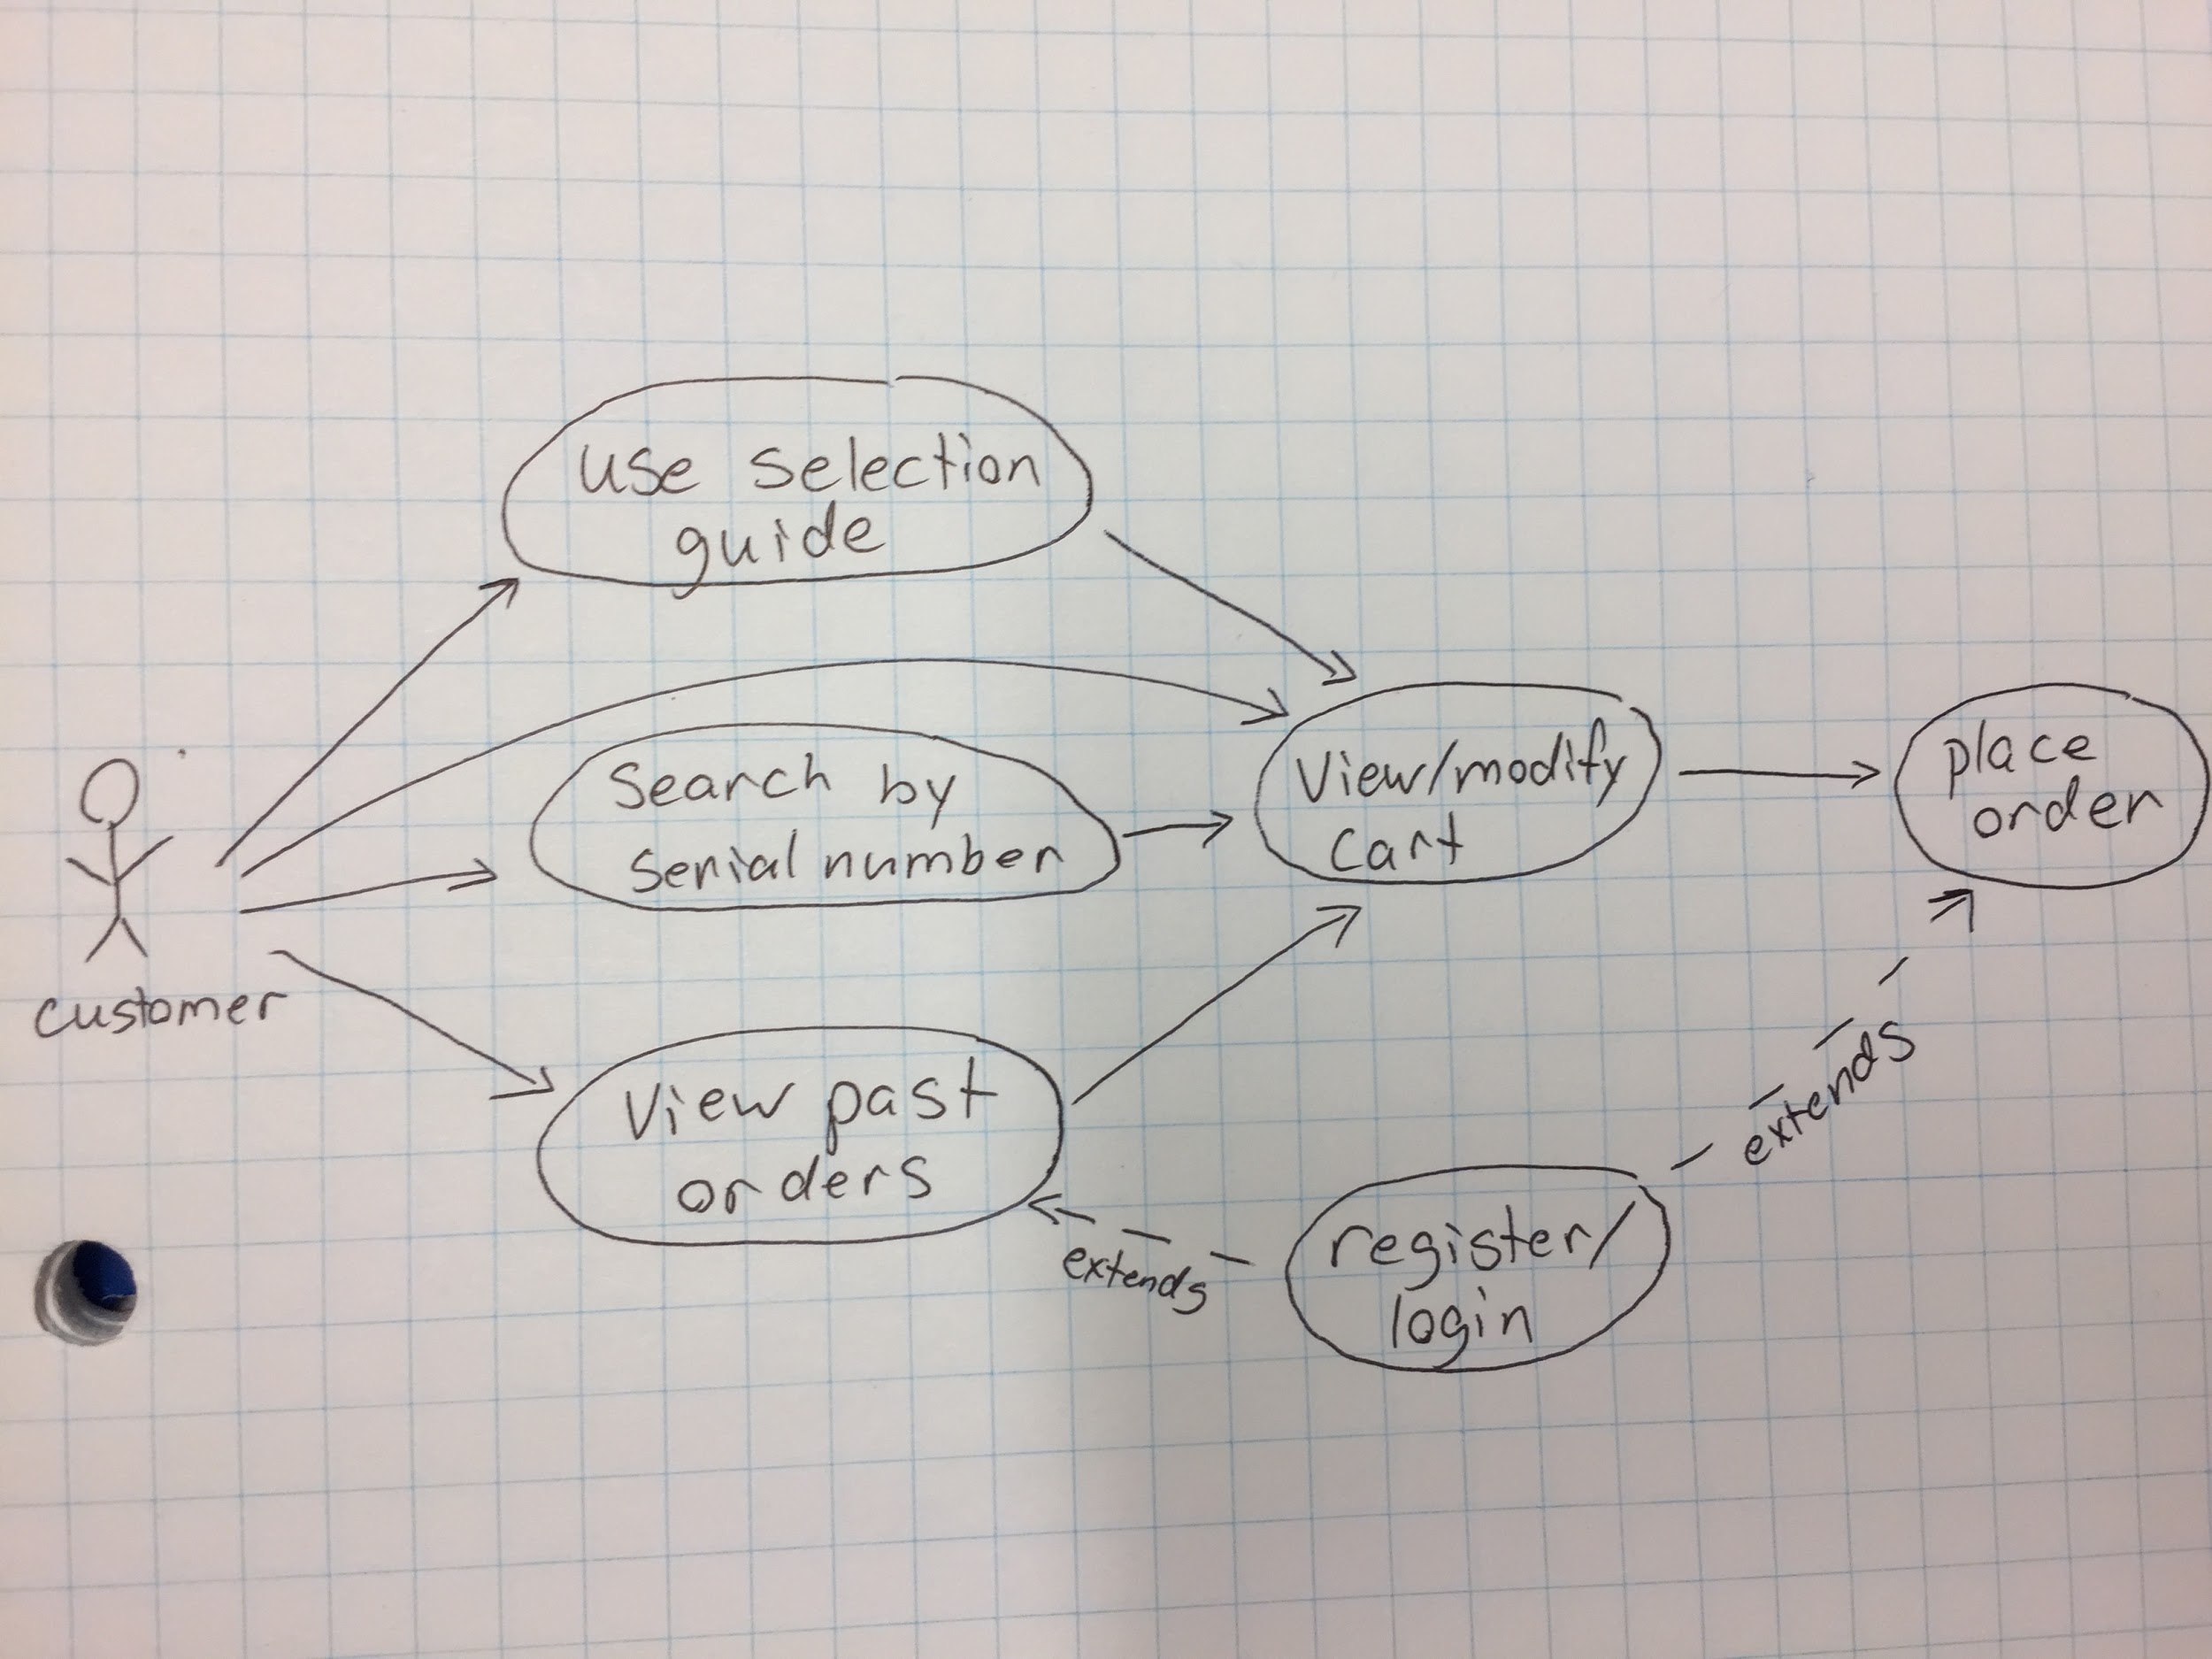 use selection
guide
Search by
serial number
View/modify
cart
place
order
customer
View past
orders
extends
extends
register/
login